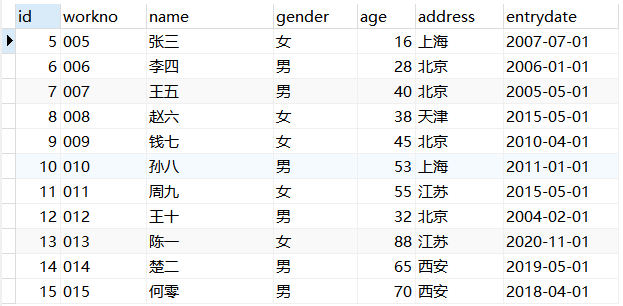 id workno name gender age address entrydate
5 005 张三 女 16 上海 2007-07-01
6 006 李四 男 28 北京 2006-01-01
7 007 王五 男 40 北京 2005-05-01
8 008 赵六 女 38 天津 2015-05-01
9 009 钱七 女 45 北京 2010-04-01
10 010 孙八 男 53 上海 2011-01-01
11 011 周九 女 55 江苏 2015-05-01
12 012 王十 男 32 北京 2004-02-01
13 013 陈一 女 88 江苏 2020-11-01
14 014 楚二 男 65 西安 2019-05-01
15 015 何零 男 70 西安 2018-04-01